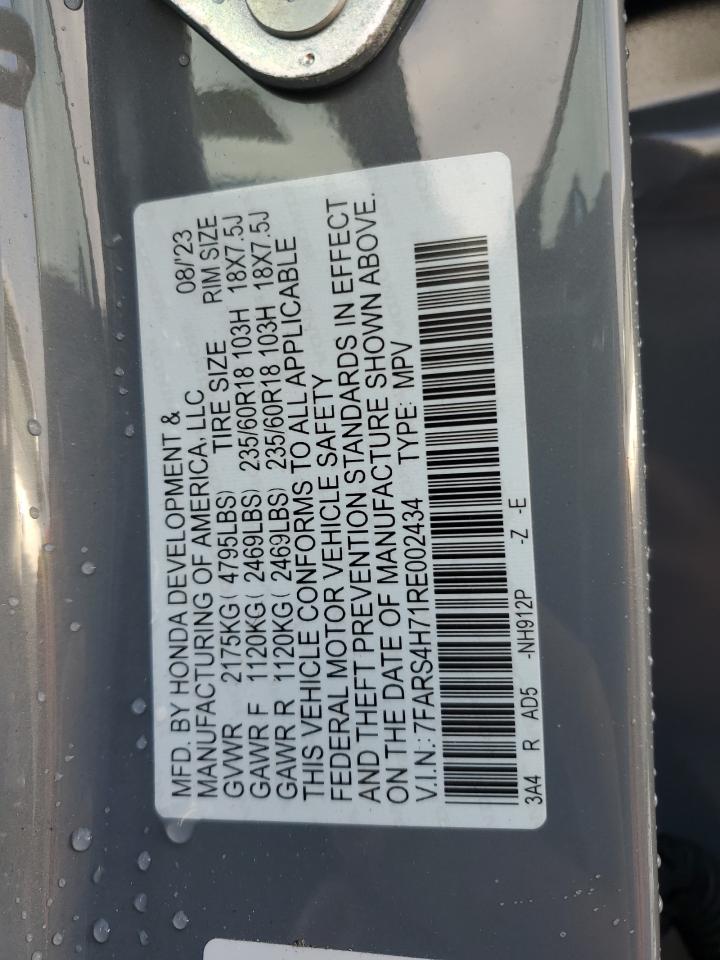 MFD. BY HONDA DEVELOPMENT &
MANUFACTURING OF AMERICA, LLC 08/'23
GVWR 2175KG( 4795LBS) TIRE SIZE RIM SIZE
GAWR F 1120KG( 2469LBS) 235/60R18 103H 18X7.5J
GAWR R 1120KG( 2469LBS) 235/60R18 103H 18X7.5J
THIS VEHICLE CONFORMS TO ALL APPLICABLE
FEDERAL MOTOR VEHICLE SAFETY
AND THEFT PREVENTION STANDARDS IN EFFECT
ON THE DATE OF MANUFACTURE SHOWN ABOVE.
V.I.N.: 7FARS4H71RE002434 TYPE: MPV
3A4 R AD5 -NH912P -Z -E